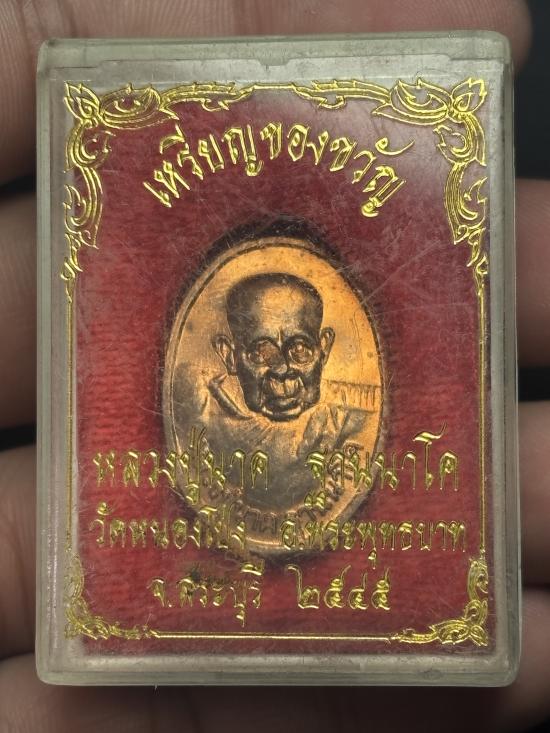 เหรียญของขวัญ
หลวงปู่นาค ฐานนาโค
วัดหนองโป่ง อ.พระพุทธบาท
จ.สระบุรี ๒๕๔๕